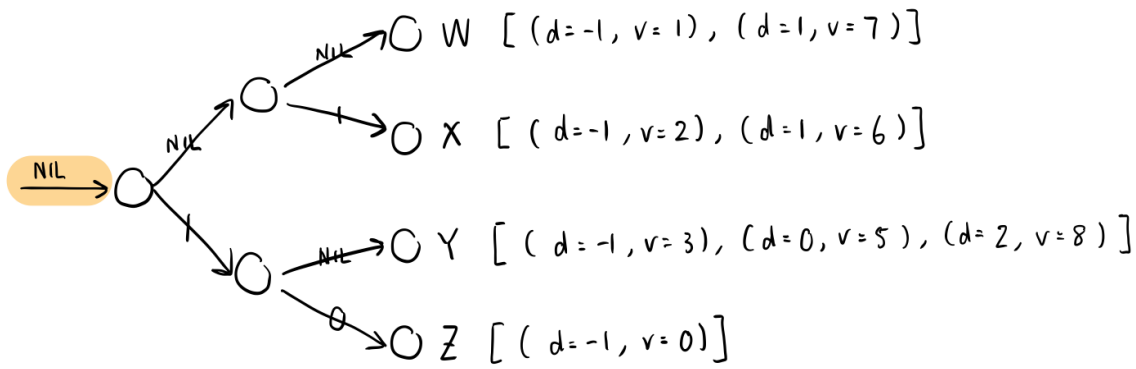 NIL W [ (d=-1, v=1), (d=1, v=7)]
NIL
1 X [ (d=-1, v=2), (d=1, v=6)]
NIL
1
NIL Y [ (d=-1, v=3), (d=0, v=5), (d=2, v=8)]
0 Z [ (d=-1, v=0)]